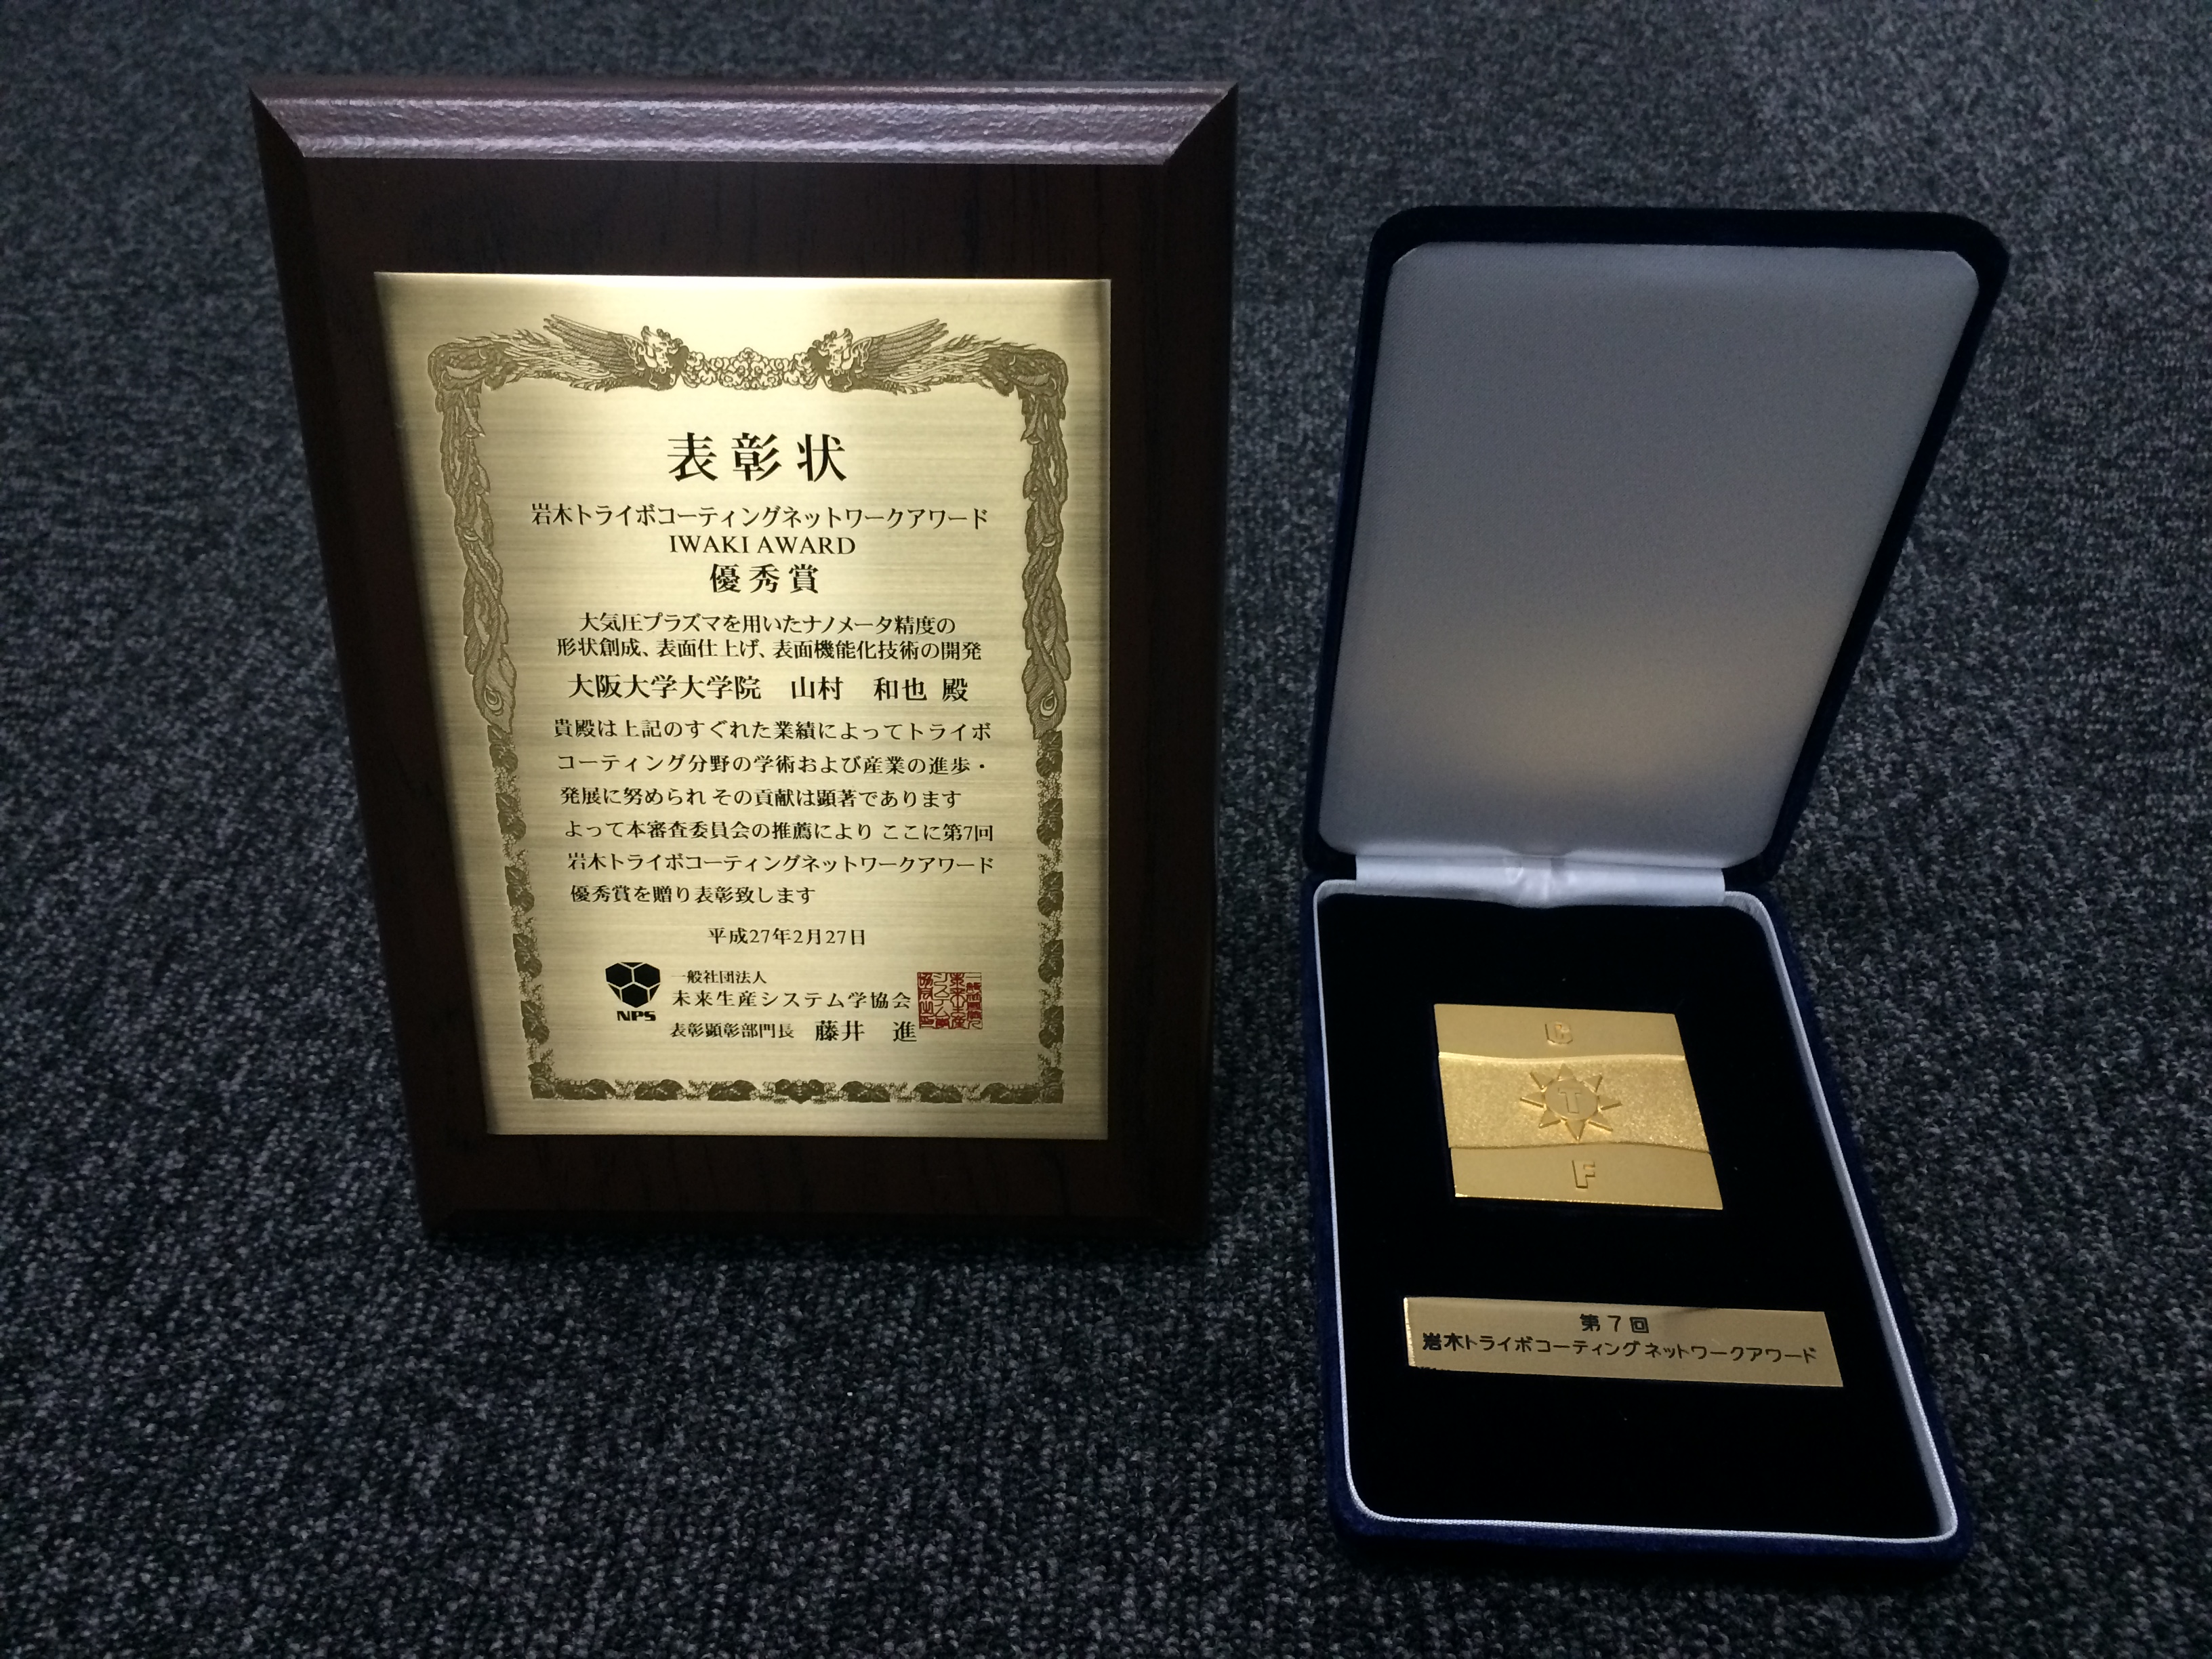 表彰状
岩木トライボコーティングネットワークアワード
IWAKI AWARD
優秀賞
大気圧プラズマを用いたナノメータ精度の
形状創成、表面仕上げ、表面機能化技術の開発
大阪大学大学院 山村 和也 殿
貴殿は上記のすぐれた業績によってトライボ
コーティング分野の学術および産業の進歩・
発展に努められ その貢献は顕著であります
よって本審査委員会の推薦により ここに第7回
岩木トライボコーティングネットワークアワード
優秀賞を贈り表彰致します
平成27年2月27日
NPS
一般社団法人
未来生産システム学協会
表彰顕彰部門長 藤井 進
C
T
F
第7回
岩木トライボコーティングネットワークアワード